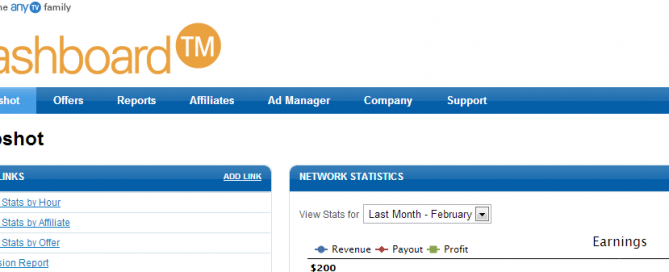 he any TV family
ashboard TM
shot Offers Reports Affiliates Ad Manager Company Support
pshot
LINKS ADD LINK
NETWORK STATISTICS
Stats by Hour
Stats by Affiliate
Stats by Offer
sion Report
View Stats for Last Month - February
Earnings
Revenue Payout Profit
$200